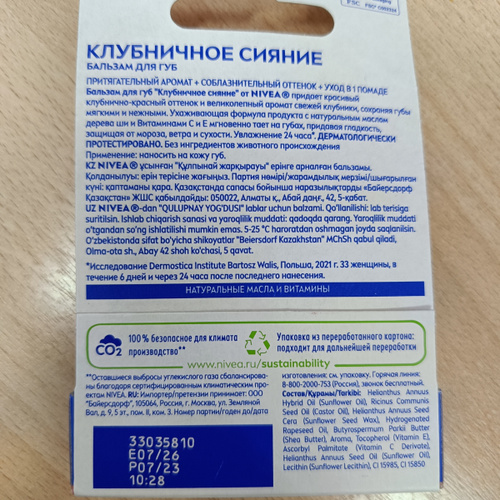 FSC
КЛУБНИЧНОЕ СИЯНИЕ
БАЛЬЗАМ ДЛЯ ГУБ
ПРИТЯГАТЕЛЬНЫЙ АРОМАТ + СОБЛАЗНИТЕЛЬНЫЙ ОТТЕНОК + УХОД В 1 ПОМАДЕ
Бальзам для губ "Клубничное сияние" от NIVEA® придает красивый
клубнично-красный оттенок и великолепный аромат свежей клубники, сохраняя губы
мягкими и нежными. Ухаживающая формула продукта с натуральным маслом
дерева ши и Витаминами С и Е мгновенно тает на губах, придавая гладкость,
защищая от мороза, ветра и сухости. Увлажнение 24 часа*. ДЕРМАТОЛОГИЧЕСКИ
ПРОТЕСТИРОВАНО. Без ингредиентов животного происхождения
Применение: наносить на кожу губ.
KZ NIVEA® ұсынған "Құлпынай жарқырауы" ерінге арналған бальзамы.
Қолданылуы: ерін терісіне жағыңыз. Партия нөмірі/жарамдылық мерзімі/шығарылған
күні: қаптаманы қара. Қазақстанда сапасы бойынша наразылықтарды «Байерсдорф
Қазақстан» ЖШС қабылдайды: 050022, Алматы қ., Абай даңғ., 42, 5-қабат.
UZ NIVEA®-dan "QULUPNAY YOG'DUSI" lablar uchun balzami. Qo'llanilishi: lab terisiga
suritilsin. Ishlab chiqarish sanasi va yaroqlilik muddati: qadoqda qarang. Yaroqlilik muddati
o'tgandan so'ng ishlatilishi mumkin emas. 5-25 °C haroratdan oshmagan joyda saqlansin.
O'zbekistonda sifat bo'yicha shikoyatlar "Beiersdorf Kazakhstan" MChSh qabul qiladi,
Olma-ota sh., Abay 42 shoh ko'chasi, 5 qavat.
*Исследование Dermostica Institute Bartosz Walis, Польша, 2021 г. 33 женщины, в
течение 6 дней и через 24 часа после последнего нанесения.
НАТУРАЛЬНЫЕ МАСЛА И ВИТАМИНЫ
CO2
100 % безопасное для климата
производство**
Упаковка из переработанного картона:
подходит для дальнейшей переработки
www.nivea.ru/sustainability
**Оставшиеся выбросы углекислого газа сбалансирова-
ны благодаря сертифицированным климатическим про-
ектам NIVEA. RU: Импортер/претензии принимает: ООО
"Байерсдорф", 105064, Россия, г. Москва, ул. Земляной
Вал, д. 9, 5 эт., пом. II, ком. 3. Номер партии/годен до/дата
изготовления: см. упаковку. Горячая линия:
8-800-2000-753 (Россия), звонок бесплатный.
Состав/Құрамы/Tarkibi: Helianthus Annuus
Hybrid Oil (Sunflower Oil), Ricinus Communis
Seed Oil (Castor Oil), Helianthus Annuus Seed
Cera (Sunflower Seed Wax), Hydrogenated
Rapeseed Oil, Butyrospermum Parkii Butter
(Shea Butter), Aroma, Tocopherol (Vitamin E),
Ascorbyl Palmitate (Vitamin C Derivate),
Helianthus Annuus Seed Oil (Sunflower Oil),
Lecithin (Sunflower Lecithin), CI 15985, CI 15850
33035810
E07/26
P07/23
10:28